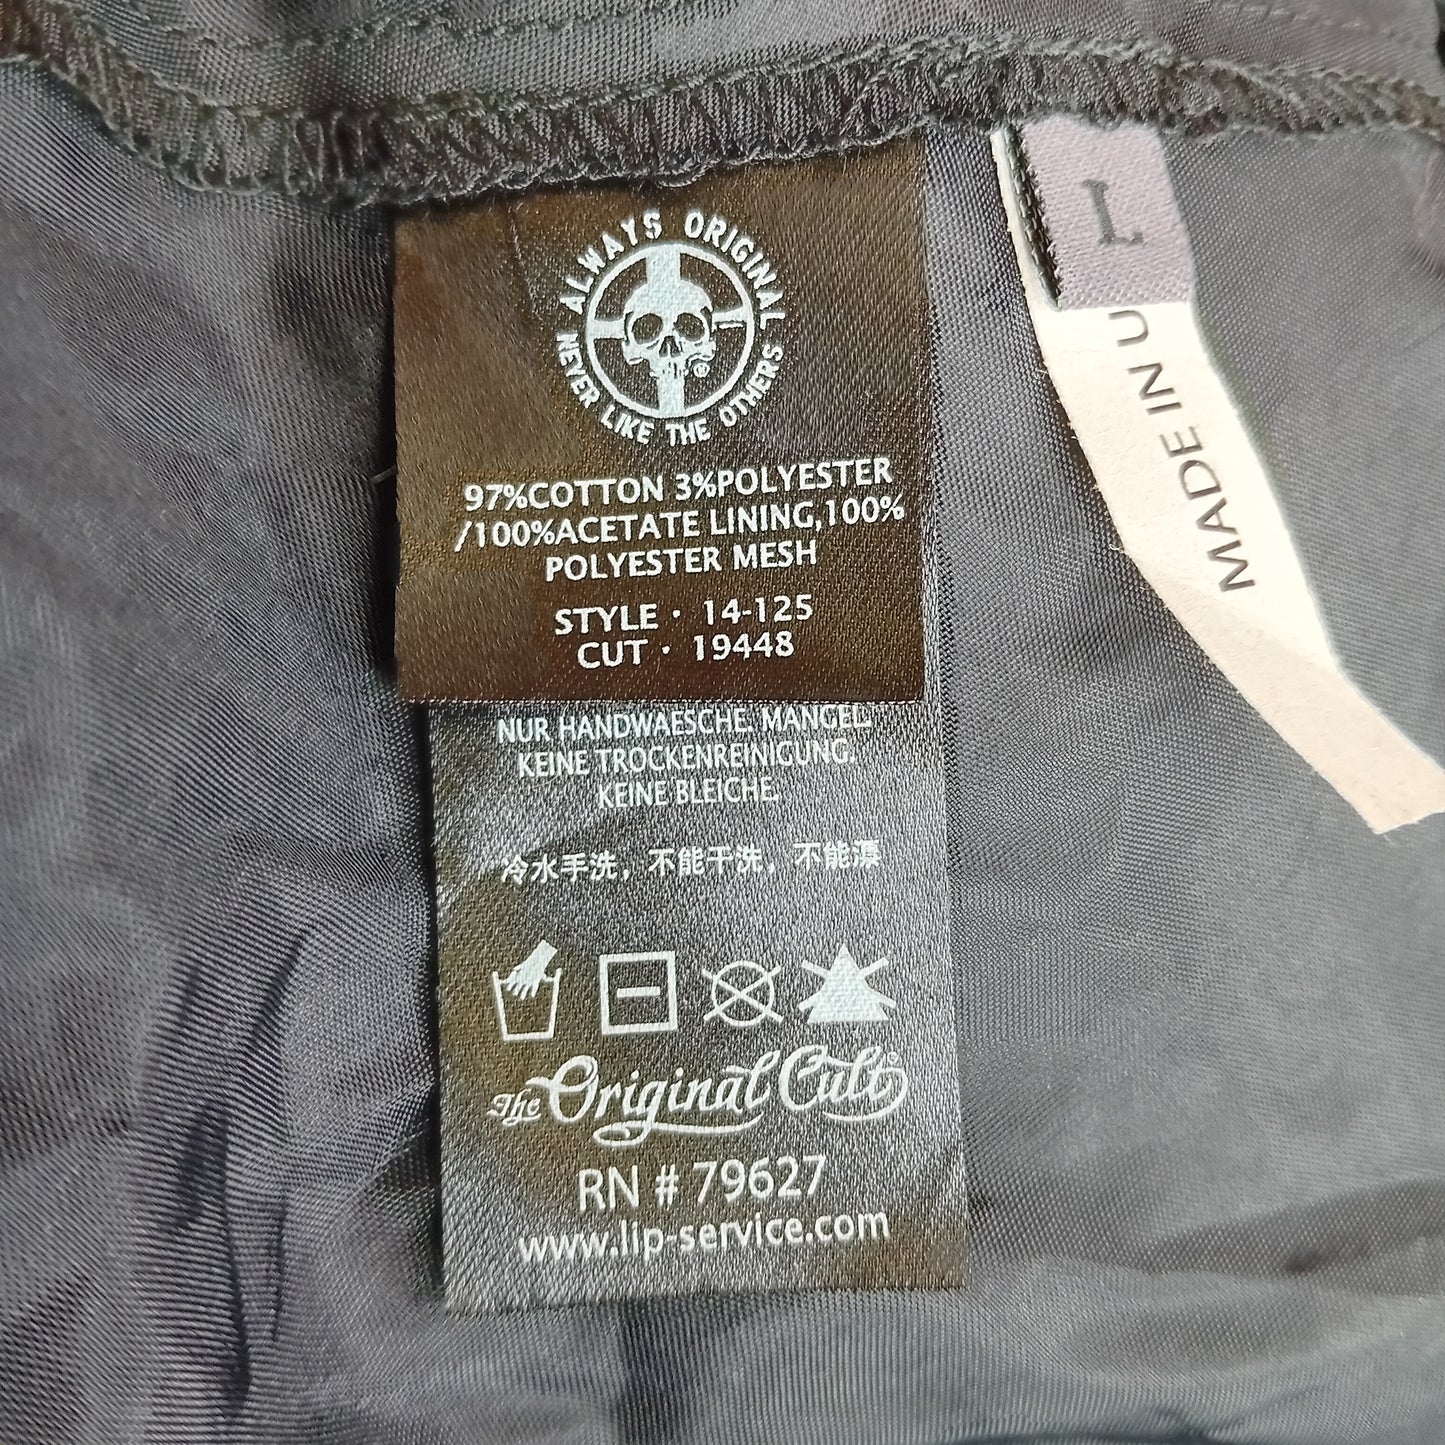 ALWAYS ORIGINAL
NEVER LIKE THE OTHERS
®
97%COTTON 3%POLYESTER
/100%ACETATE LINING,100%
POLYESTER MESH
STYLE · 14-125
CUT · 19448
NUR HANDWAESCHE. MANGEL.
KEINE TROCKENREINIGUNG.
KEINE BLEICHE.
冷水手洗，不能干洗，不能漂
The Original Cult®
RN # 79627
www.lip-service.com
L
MADE IN U